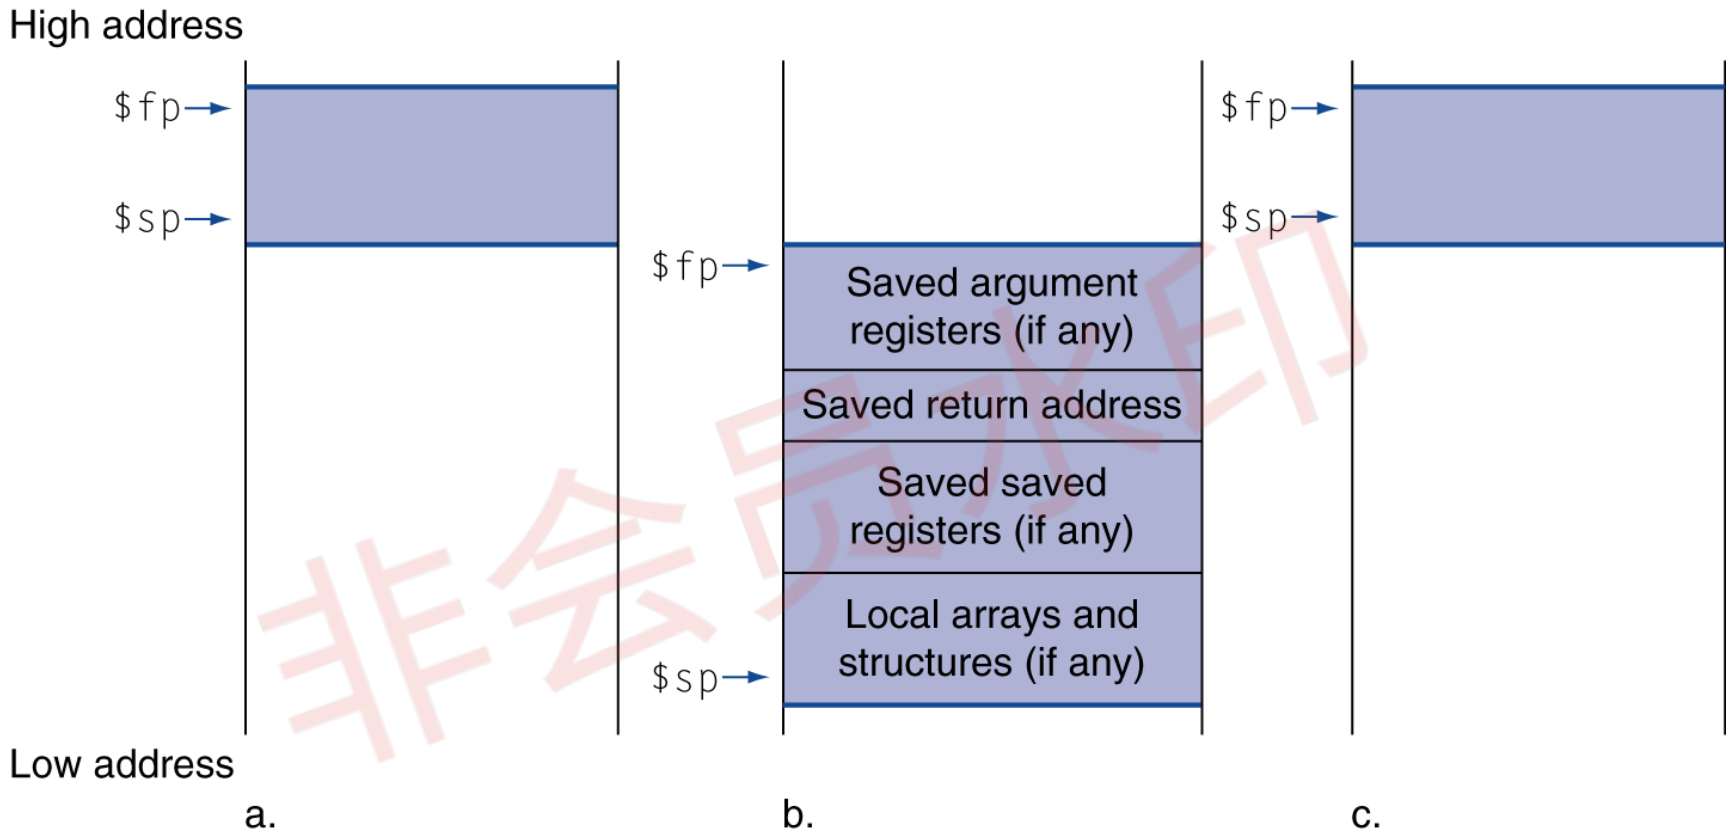 High address
$fp
$sp
$fp
Saved argument
registers (if any)
Saved return address
Saved saved
registers (if any)
Local arrays and
structures (if any)
$sp
$fp
$sp
Low address
a.
b.
c.
非会员水印